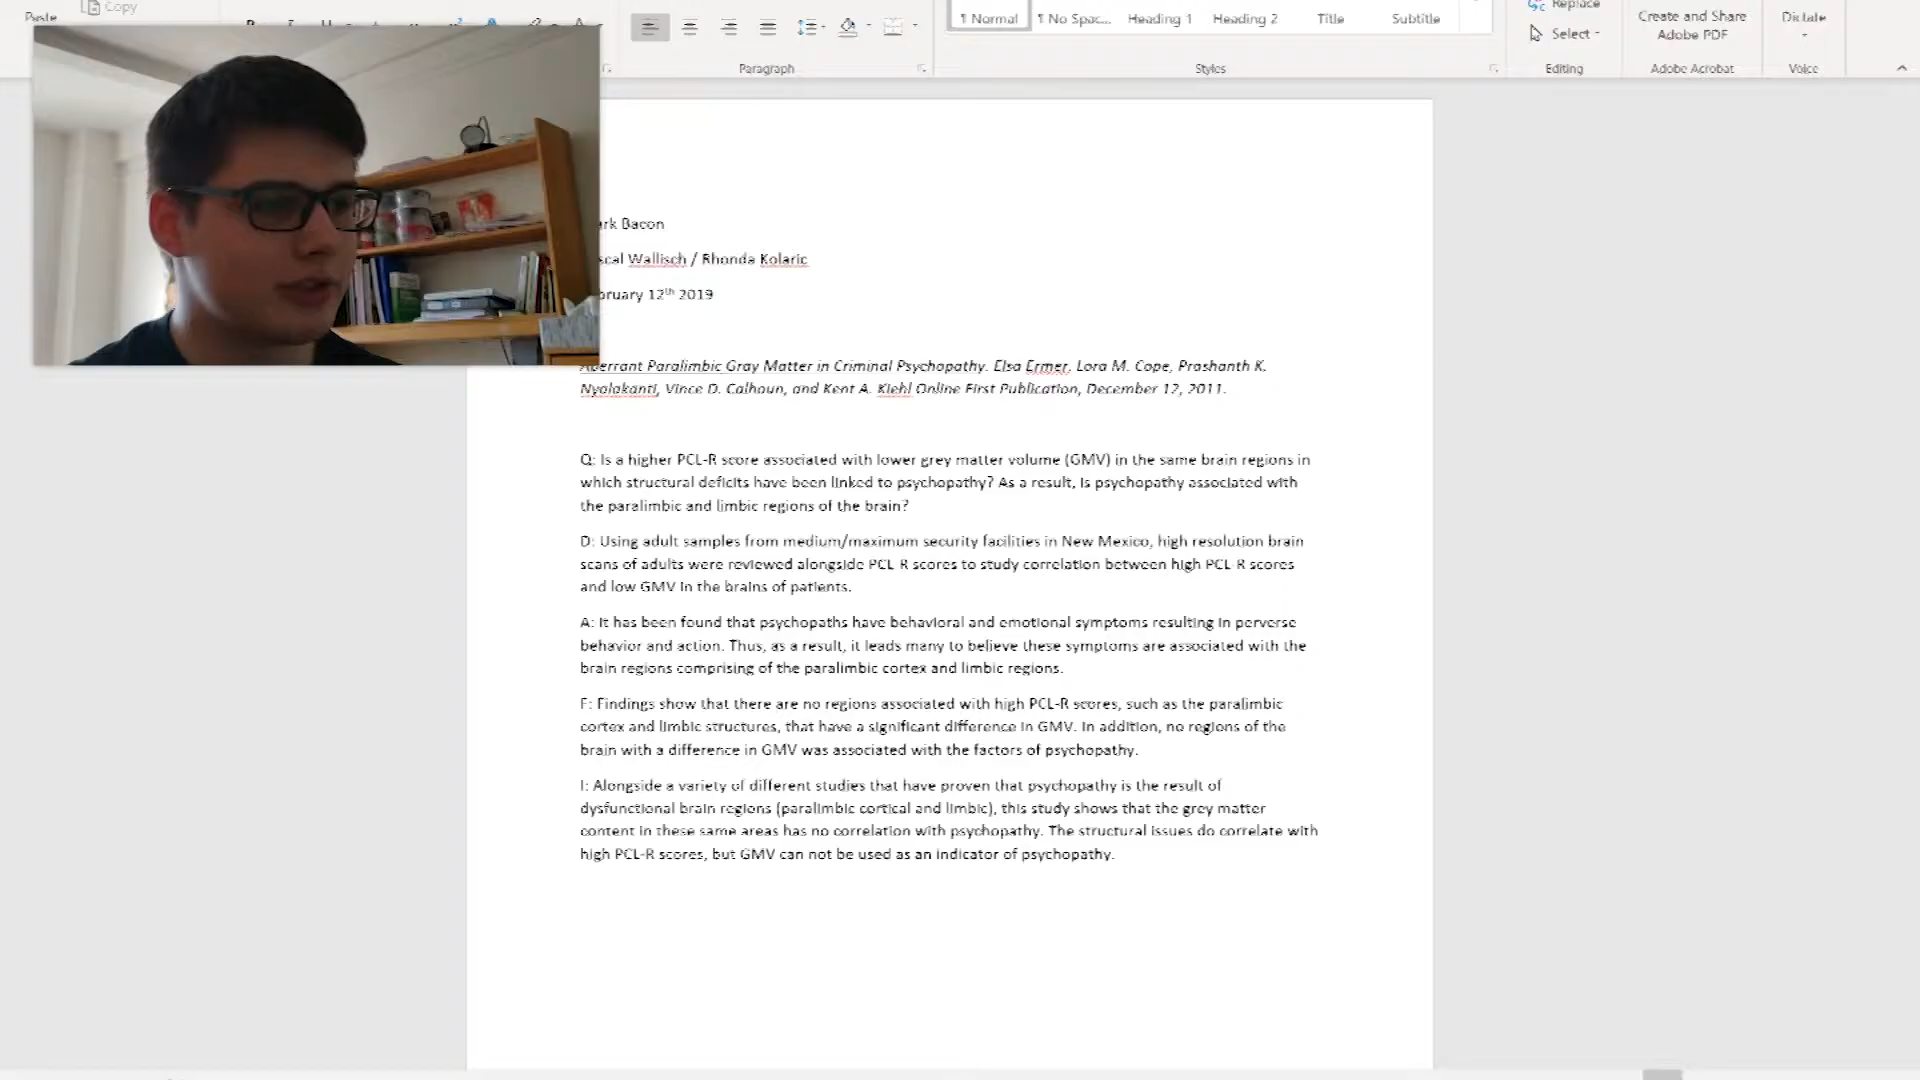 Paste
Copy
Normal
No Spac...
Heading 1
Heading 2
Title
Subtitle
Replace
Select
Create and Share
Adobe PDF
Dictate
Paragraph
Styles
Editing
Adobe Acrobat
Voice
ark Bacon
scal Wallisch / Rhonda Kolaric
bruary 12th 2019
Aberrant Paralimbic Gray Matter in Criminal Psychopathy. Elsa Ermer, Lora M. Cope, Prashanth K.
Nyalakanti, Vince D. Calhoun, and Kent A. Kiehl Online First Publication, December 12, 2011.
Q: Is a higher PCL-R score associated with lower grey matter volume (GMV) in the same brain regions in
which structural deficits have been linked to psychopathy? As a result, is psychopathy associated with
the paralimbic and limbic regions of the brain?
D: Using adult samples from medium/maximum security facilities in New Mexico, high resolution brain
scans of adults were reviewed alongside PCL-R scores to study correlation between high PCL-R scores
and low GMV in the brains of patients.
A: It has been found that psychopaths have behavioral and emotional symptoms resulting in perverse
behavior and action. Thus, as a result, it leads many to believe these symptoms are associated with the
brain regions comprising of the paralimbic cortex and limbic regions.
F: Findings show that there are no regions associated with high PCL-R scores, such as the paralimbic
cortex and limbic structures, that have a significant difference in GMV. In addition, no regions of the
brain with a difference in GMV was associated with the factors of psychopathy.
I: Alongside a variety of different studies that have proven that psychopathy is the result of
dysfunctional brain regions (paralimbic cortical and limbic), this study shows that the grey matter
content in these same areas has no correlation with psychopathy. The structural issues do correlate with
high PCL-R scores, but GMV can not be used as an indicator of psychopathy.